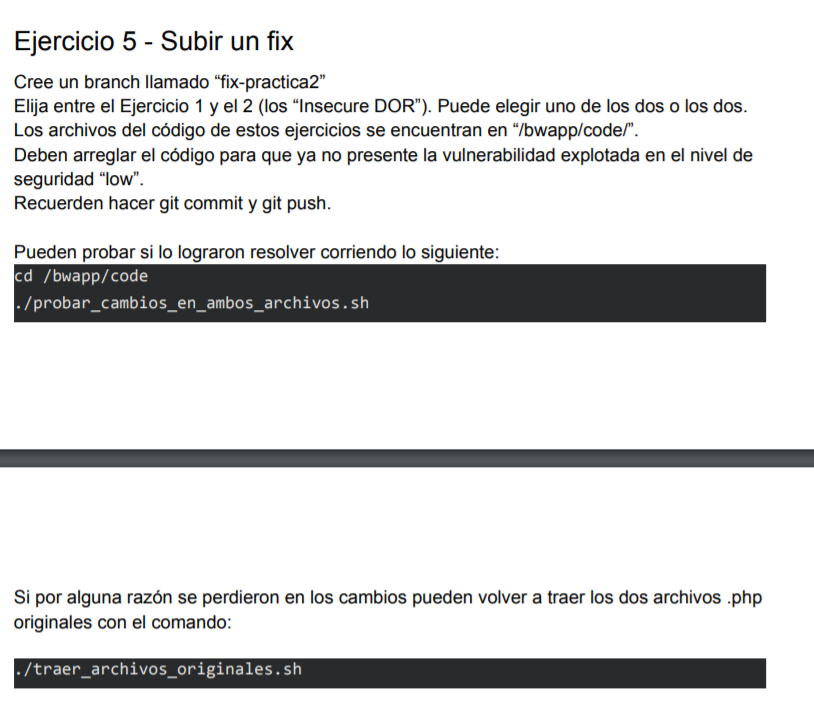 Ejercicio 5 - Subir un fix
Cree un branch llamado “fix-practica2”
Elija entre el Ejercicio 1 y el 2 (los “Insecure DOR”). Puede elegir uno de los dos o los dos.
Los archivos del código de estos ejercicios se encuentran en “/bwapp/code/”.
Deben arreglar el código para que ya no presente la vulnerabilidad explotada en el nivel de
seguridad “low”.
Recuerden hacer git commit y git push.
Pueden probar si lo lograron resolver corriendo lo siguiente:
cd /bwapp/code
./probar_cambios_en_ambos_archivos.sh
Si por alguna razón se perdieron en los cambios pueden volver a traer los dos archivos .php
originales con el comando:
./traer_archivos_originales.sh